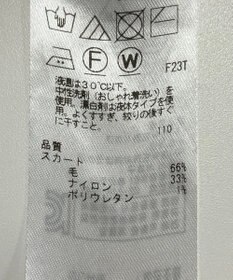 F W
F23T
洗濯は30℃以下。
中性洗剤(おしゃれ着洗い)を
使用。漂白剤は液体タイプを使
用。よくすすぎ、絞りの後すぐ
に干すこと。
110
品質
スカート
毛 66%
ナイロン 33%
ポリウレタン 1%